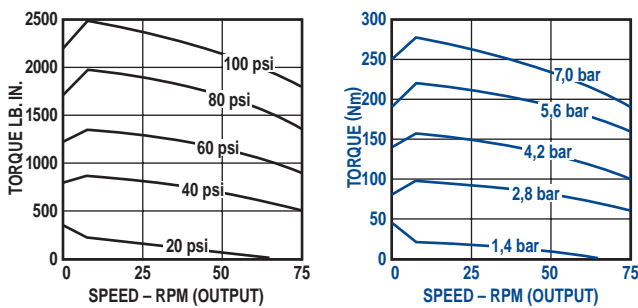 TORQUE LB. IN.
2500
2000
1500
1000
500
0
100 psi
80 psi
60 psi
40 psi
20 psi
0 25 50 75
SPEED – RPM (OUTPUT)
TORQUE (Nm)
300
250
200
150
100
50
0
7,0 bar
5,6 bar
4,2 bar
2,8 bar
1,4 bar
0 25 50 75
SPEED – RPM (OUTPUT)